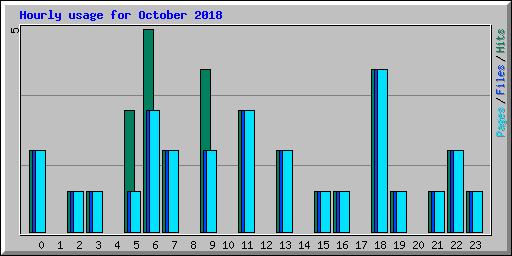 Hourly usage for October 2018
5
Pages/Files/Hits
0 1 2 3 4 5 6 7 8 9 10 11 12 13 14 15 16 17 18 19 20 21 22 23